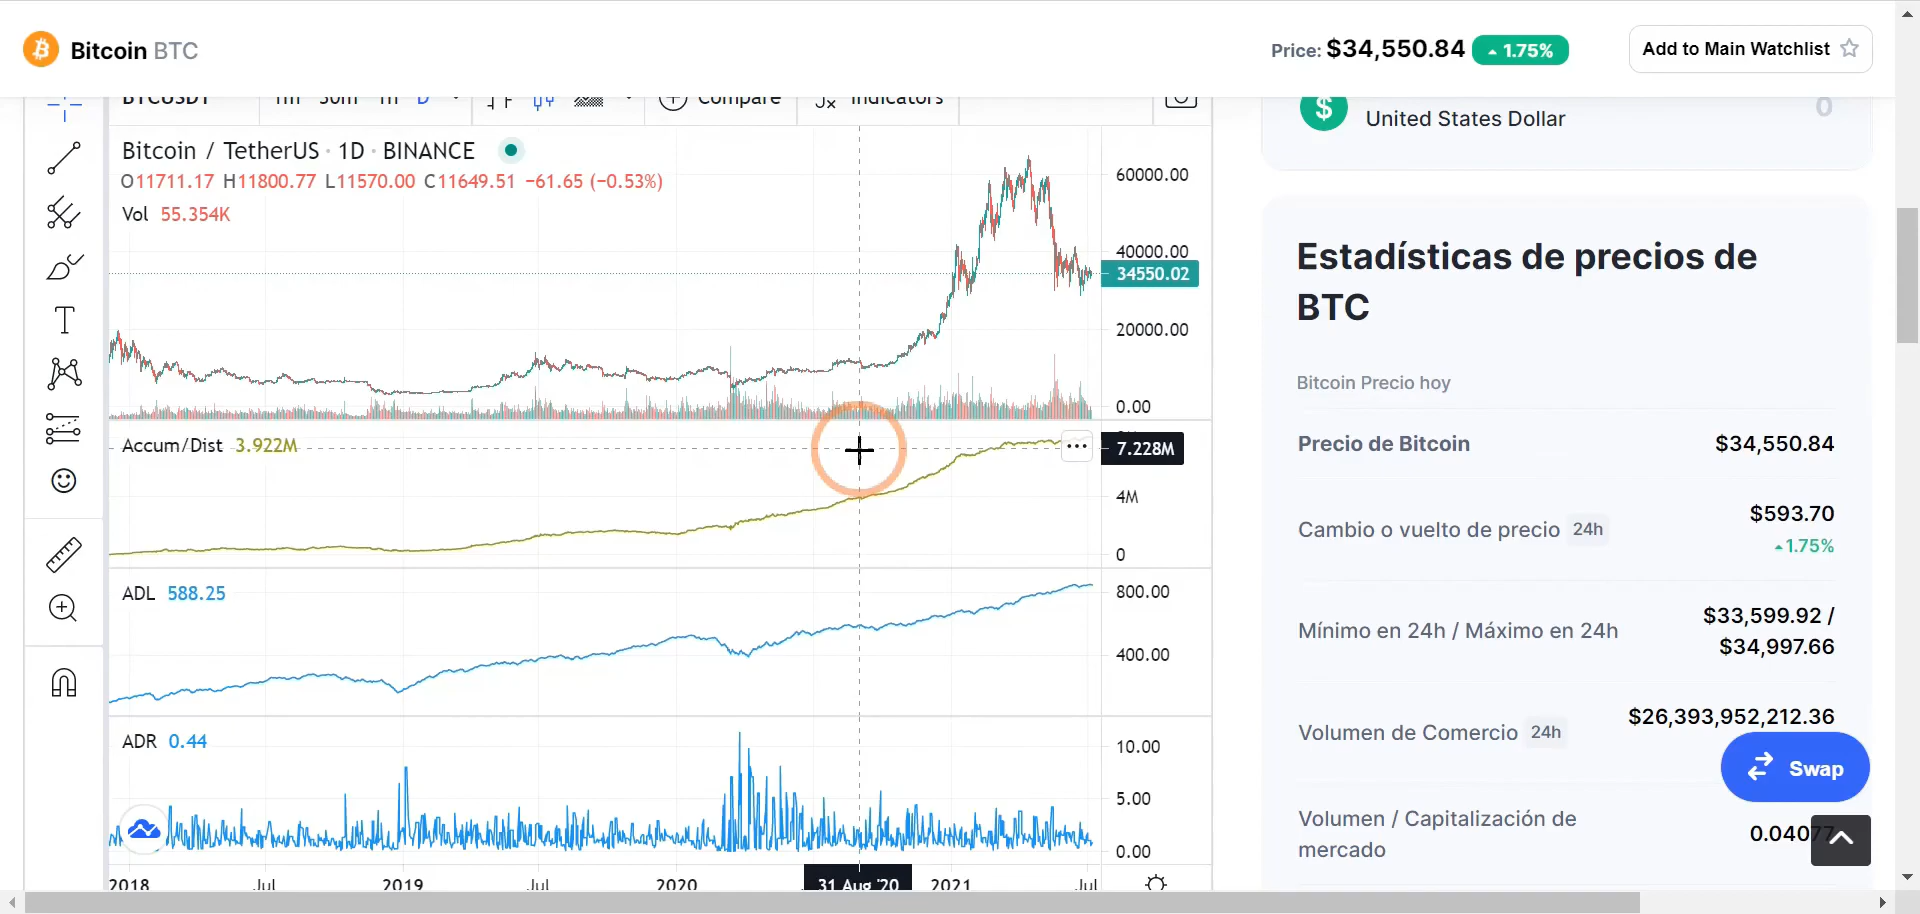 Bitcoin BTC
Price: $34,550.84 1.75%
Add to Main Watchlist
BTCUSDT 1m 30m 1h D Compare Indicators
Bitcoin / TetherUS · 1D · BINANCE
O11711.17 H11800.77 L11570.00 C11649.51 −61.65 (−0.53%)
Vol 55.354K
60000.00
40000.00
34550.02
20000.00
0.00
Accum/Dist 3.922M
7.228M
4M
0
ADL 588.25
800.00
400.00
ADR 0.44
10.00
5.00
0.00
2018 Jul 2019 Jul 2020 31 Aug '20 2021 Jul
United States Dollar
0
Estadísticas de precios de
BTC
Bitcoin Precio hoy
Precio de Bitcoin $34,550.84
Cambio o vuelto de precio 24h $593.70
1.75%
Mínimo en 24h / Máximo en 24h $33,599.92 /
$34,997.66
Volumen de Comercio 24h $26,393,952,212.36
Swap
Volumen / Capitalización de
mercado
0.04077